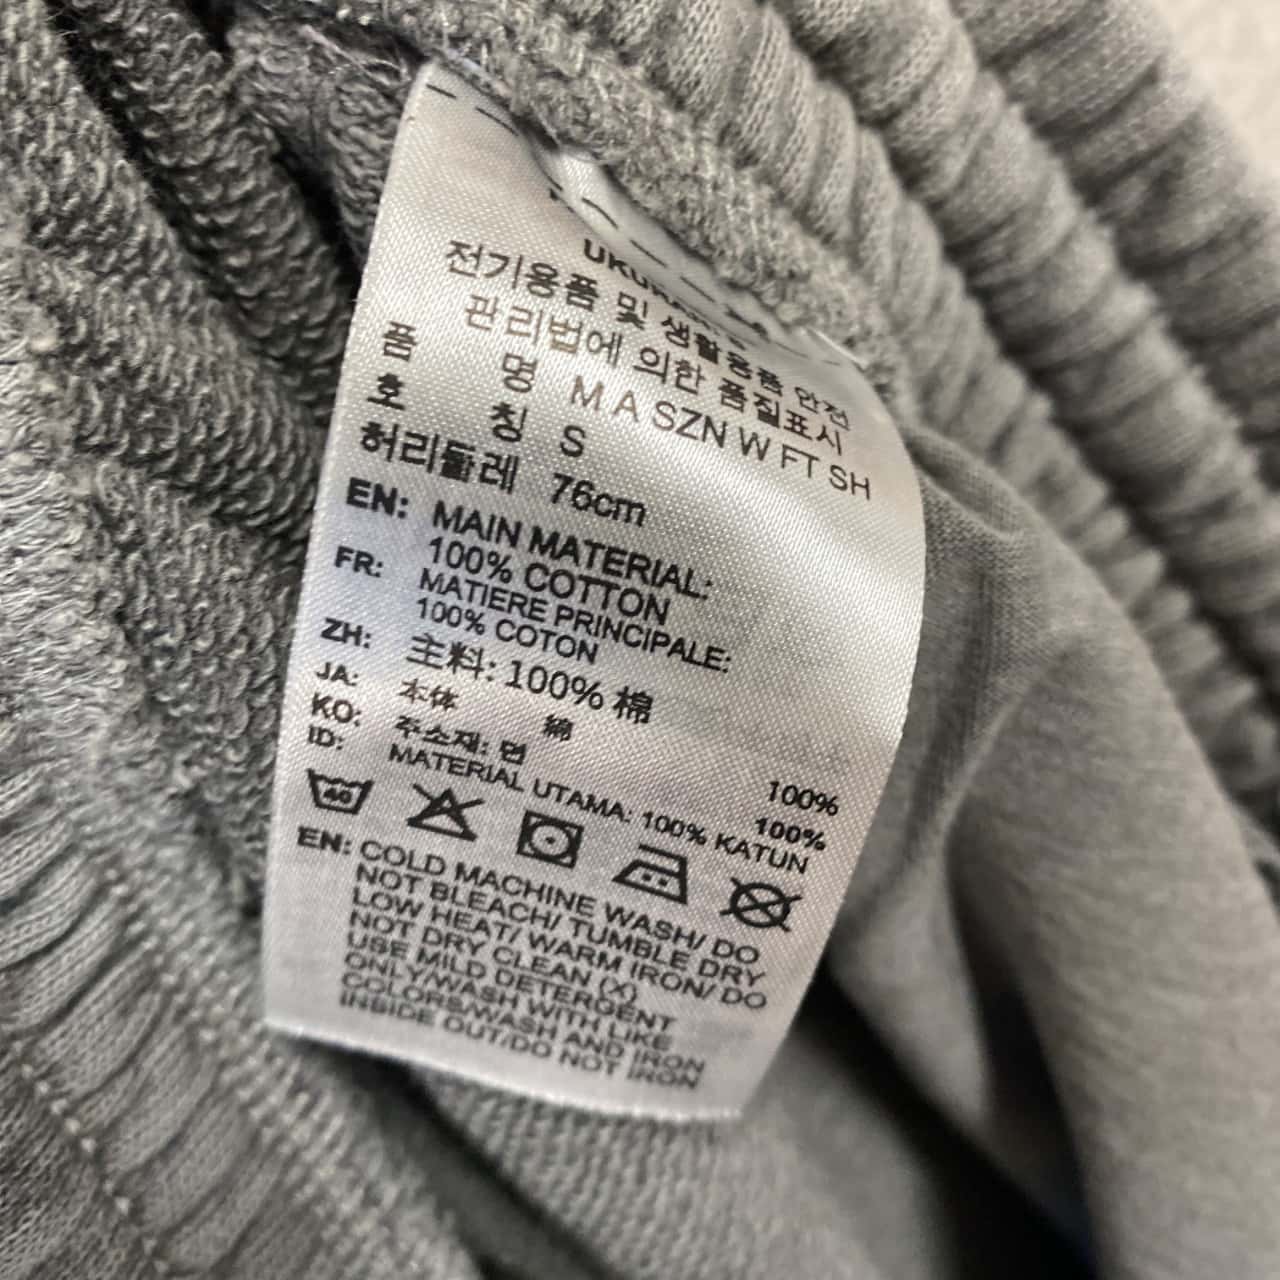 전기용품 및 생활용품 안전
관리법에 의한 품질표시
품 명 M A SZN W FT SH
호 칭 S
허리둘레 76cm
EN: MAIN MATERIAL:
100% COTTON
FR: MATIERE PRINCIPALE:
100% COTON
ZH: 主料: 100% 棉
JA: 本体 綿 100%
KO: 주소재: 면 100%
ID: MATERIAL UTAMA: 100% KATUN
40
EN: COLD MACHINE WASH/ DO
NOT BLEACH/ TUMBLE DRY
LOW HEAT/ WARM IRON/ DO
NOT DRY CLEAN (X)
USE MILD DETERGENT
ONLY/WASH WITH LIKE
COLORS/WASH AND IRON
INSIDE OUT/DO NOT IRON